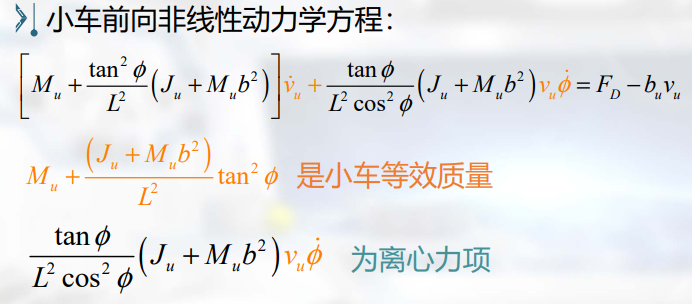 小车前向非线性动力学方程:
$\left[ M_u + \frac{\tan^2 \phi}{L^2} \left( J_u + M_u b^2 \right) \right] \dot{v}_u + \frac{\tan \phi}{L^2 \cos^2 \phi} \left( J_u + M_u b^2 \right) v_u \dot{\phi} = F_D - b_u v_u$
$M_u + \frac{\left( J_u + M_u b^2 \right)}{L^2} \tan^2 \phi$ 是小车等效质量
$\frac{\tan \phi}{L^2 \cos^2 \phi} \left( J_u + M_u b^2 \right) v_u \dot{\phi}$ 为离心力项